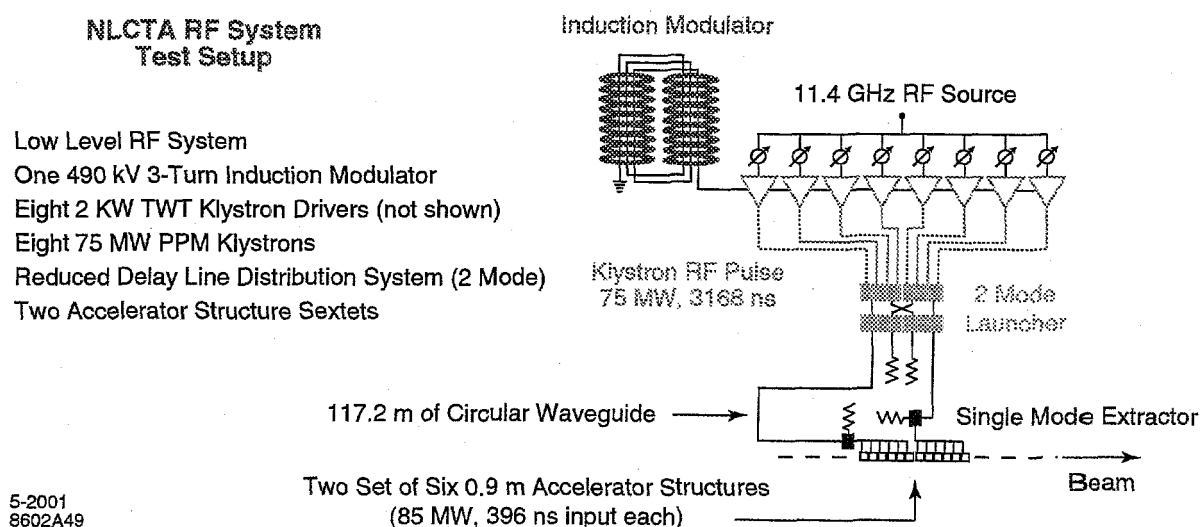 NLCTA RF System
Test Setup
Induction Modulator
11.4 GHz RF Source
Low Level RF System
One 490 kV 3-Turn Induction Modulator
Eight 2 KW TWT Klystron Drivers (not shown)
Eight 75 MW PPM Klystrons
Reduced Delay Line Distribution System (2 Mode)
Two Accelerator Structure Sextets
Klystron RF Pulse
75 MW, 3168 ns
2 Mode
Launcher
117.2 m of Circular Waveguide
Single Mode Extractor
Beam
Two Set of Six 0.9 m Accelerator Structures
(85 MW, 396 ns input each)
5-2001
8602A49